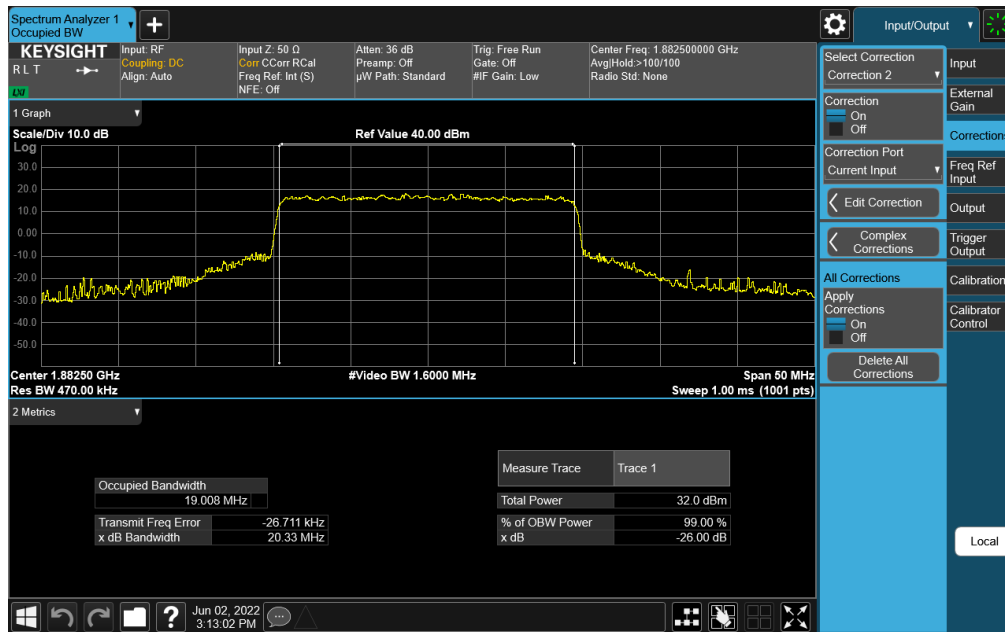 Spectrum Analyzer 1
Occupied BW
Input/Output
KEYSIGHT
R L T
LXI
Input: RF
Coupling: DC
Align: Auto
Input Z: 50 Ω
Corr CCorr RCal
Freq Ref: Int (S)
NFE: Off
Atten: 36 dB
Preamp: Off
µW Path: Standard
Trig: Free Run
Gate: Off
#IF Gain: Low
Center Freq: 1.882500000 GHz
Avg|Hold:>100/100
Radio Std: None
1 Graph
Scale/Div 10.0 dB
Ref Value 40.00 dBm
Log
30.0
20.0
10.0
0.00
-10.0
-20.0
-30.0
-40.0
-50.0
Center 1.88250 GHz
#Video BW 1.6000 MHz
Span 50 MHz
Res BW 470.00 kHz
Sweep 1.00 ms (1001 pts)
2 Metrics
Occupied Bandwidth
19.008 MHz
Transmit Freq Error -26.711 kHz
x dB Bandwidth 20.33 MHz
Measure Trace Trace 1
Total Power 32.0 dBm
% of OBW Power 99.00 %
x dB -26.00 dB
Select Correction
Correction 2
Correction
On
Off
Correction Port
Current Input
Edit Correction
Complex
Corrections
All Corrections
Apply
Corrections
On
Off
Delete All
Corrections
Input
External
Gain
Corrections
Freq Ref
Input
Output
Trigger
Output
Calibration
Calibrator
Control
Local
?
Jun 02, 2022
3:13:02 PM